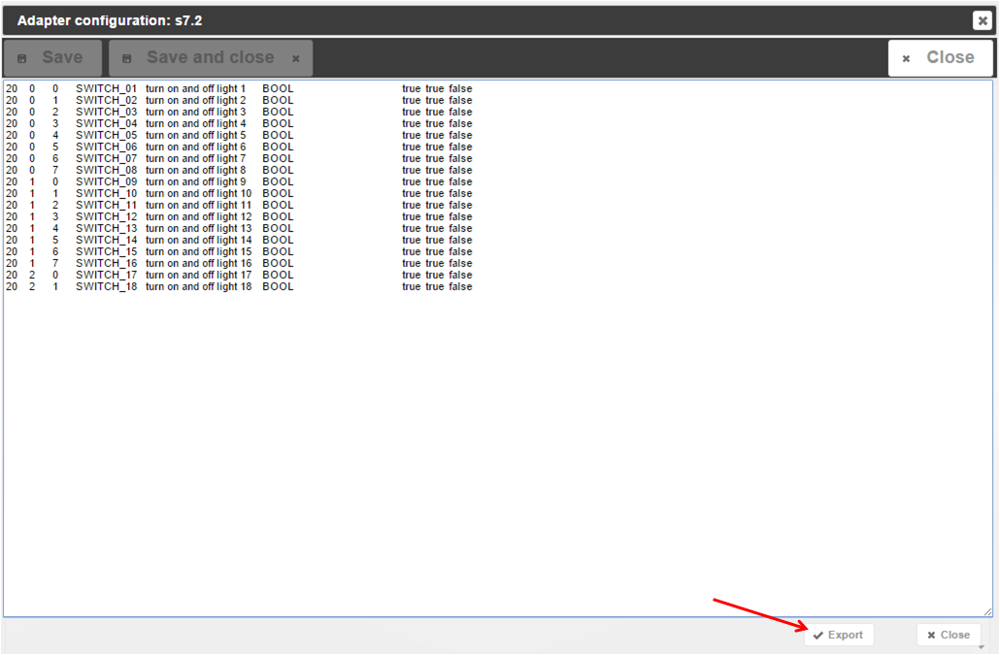 Adapter configuration: s7.2
Save Save and close Close
20 0 0 SWITCH_01 turn on and off light 1 BOOL true true false
20 0 1 SWITCH_02 turn on and off light 2 BOOL true true false
20 0 2 SWITCH_03 turn on and off light 3 BOOL true true false
20 0 3 SWITCH_04 turn on and off light 4 BOOL true true false
20 0 4 SWITCH_05 turn on and off light 5 BOOL true true false
20 0 5 SWITCH_06 turn on and off light 6 BOOL true true false
20 0 6 SWITCH_07 turn on and off light 7 BOOL true true false
20 0 7 SWITCH_08 turn on and off light 8 BOOL true true false
20 1 0 SWITCH_09 turn on and off light 9 BOOL true true false
20 1 1 SWITCH_10 turn on and off light 10 BOOL true true false
20 1 2 SWITCH_11 turn on and off light 11 BOOL true true false
20 1 3 SWITCH_12 turn on and off light 12 BOOL true true false
20 1 4 SWITCH_13 turn on and off light 13 BOOL true true false
20 1 5 SWITCH_14 turn on and off light 14 BOOL true true false
20 1 6 SWITCH_15 turn on and off light 15 BOOL true true false
20 1 7 SWITCH_16 turn on and off light 16 BOOL true true false
20 2 0 SWITCH_17 turn on and off light 17 BOOL true true false
20 2 1 SWITCH_18 turn on and off light 18 BOOL true true false
Export Close